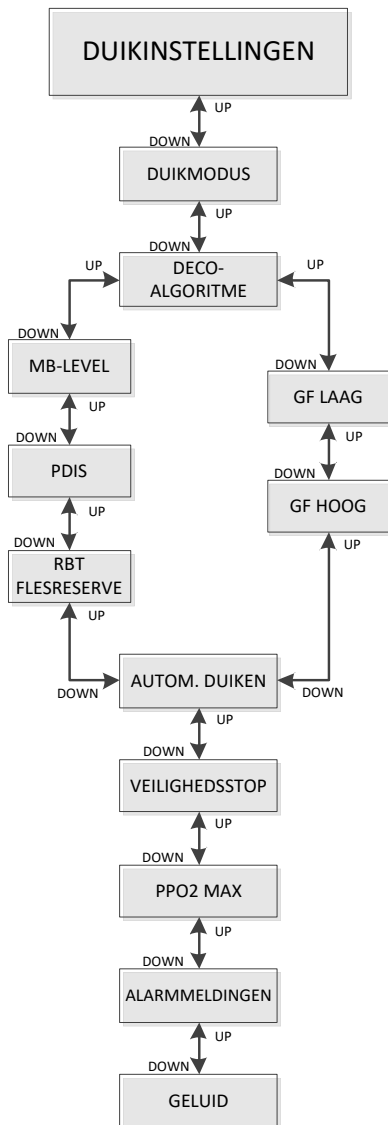 DUIKINSTELLINGEN
UP
DOWN
DUIKMODUS
UP
DOWN
DECO-
ALGORITME
UP
UP
DOWN
DOWN
MB-LEVEL
GF LAAG
UP
UP
DOWN
DOWN
PDIS
GF HOOG
UP
UP
DOWN
RBT
FLESRESERVE
UP
DOWN
DOWN
AUTOM. DUIKEN
UP
DOWN
VEILIGHEDSSTOP
UP
DOWN
PPO2 MAX
UP
DOWN
ALARMMELDINGEN
UP
DOWN
GELUID